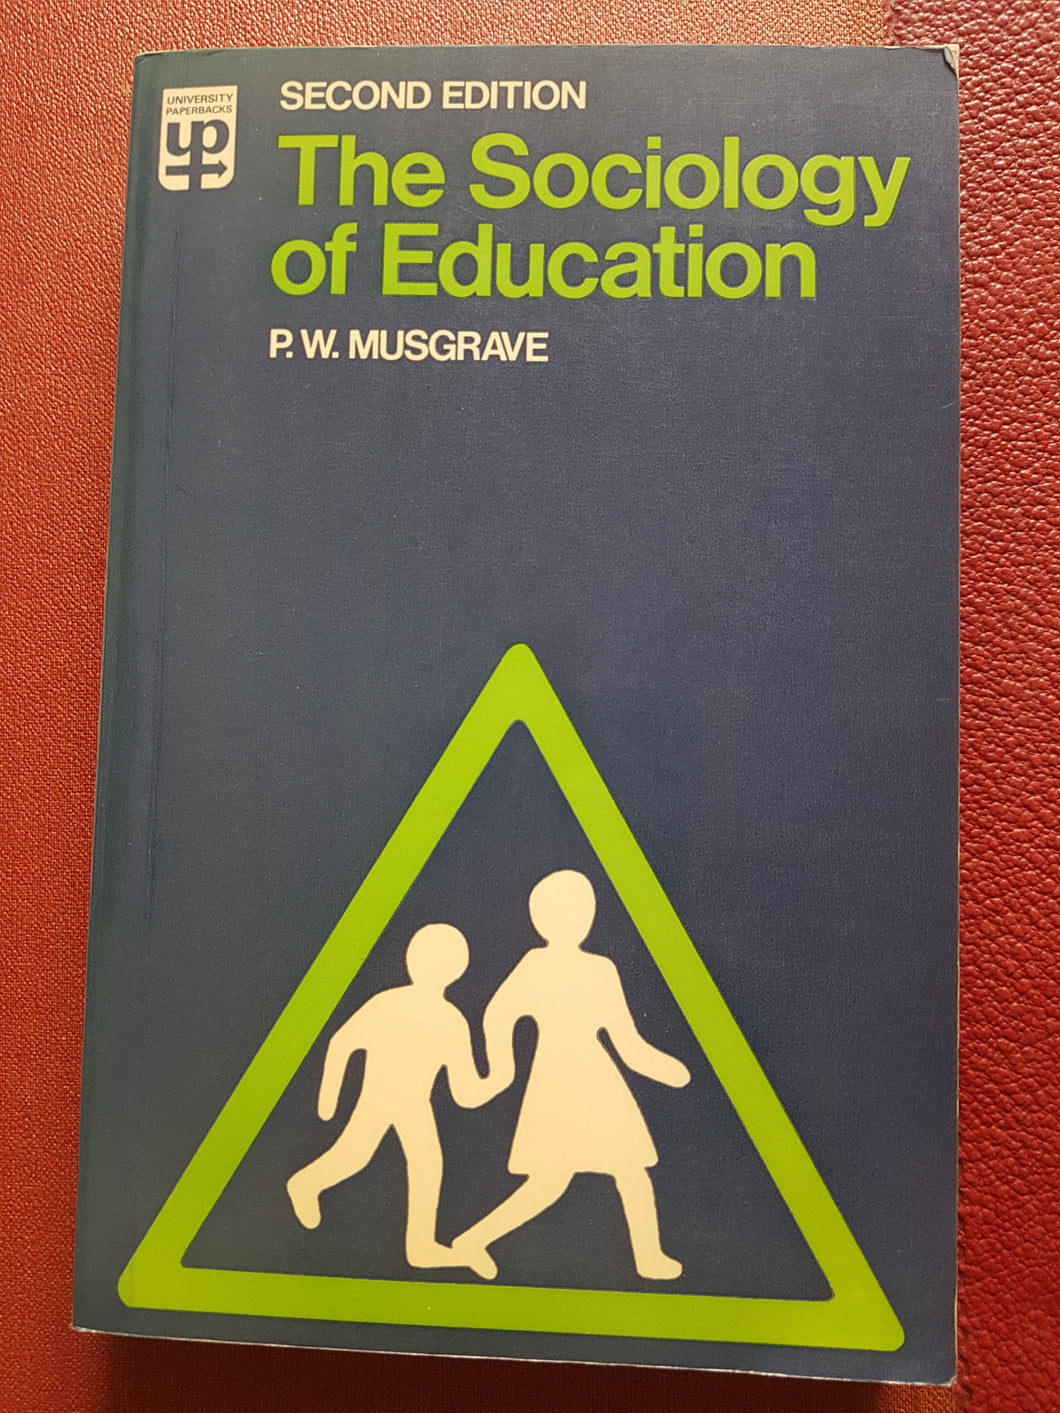 UNIVERSITY
PAPERBACKS
up
SECOND EDITION
The Sociology
of Education
P. W. MUSGRAVE